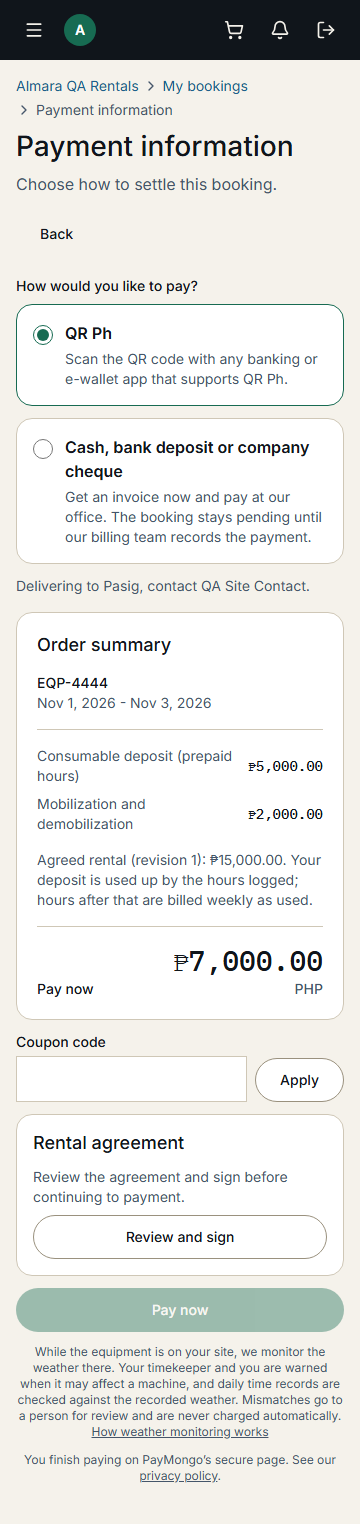 A
Almara QA Rentals > My bookings
> Payment information
Payment information
Choose how to settle this booking.
Back
How would you like to pay?
QR Ph
Scan the QR code with any banking or
e-wallet app that supports QR Ph.
Cash, bank deposit or company
cheque
Get an invoice now and pay at our
office. The booking stays pending until
our billing team records the payment.
Delivering to Pasig, contact QA Site Contact.
Order summary
EQP-4444
Nov 1, 2026 - Nov 3, 2026
Consumable deposit (prepaid
hours)
₱5,000.00
Mobilization and
demobilization
₱2,000.00
Agreed rental (revision 1): ₱15,000.00. Your
deposit is used up by the hours logged;
hours after that are billed weekly as used.
₱7,000.00
Pay now
PHP
Coupon code
Apply
Rental agreement
Review the agreement and sign before
continuing to payment.
Review and sign
Pay now
While the equipment is on your site, we monitor the
weather there. Your timekeeper and you are warned
when it may affect a machine, and daily time records are
checked against the recorded weather. Mismatches go to
a person for review and are never charged automatically.
How weather monitoring works
You finish paying on PayMongo’s secure page. See our
privacy policy.